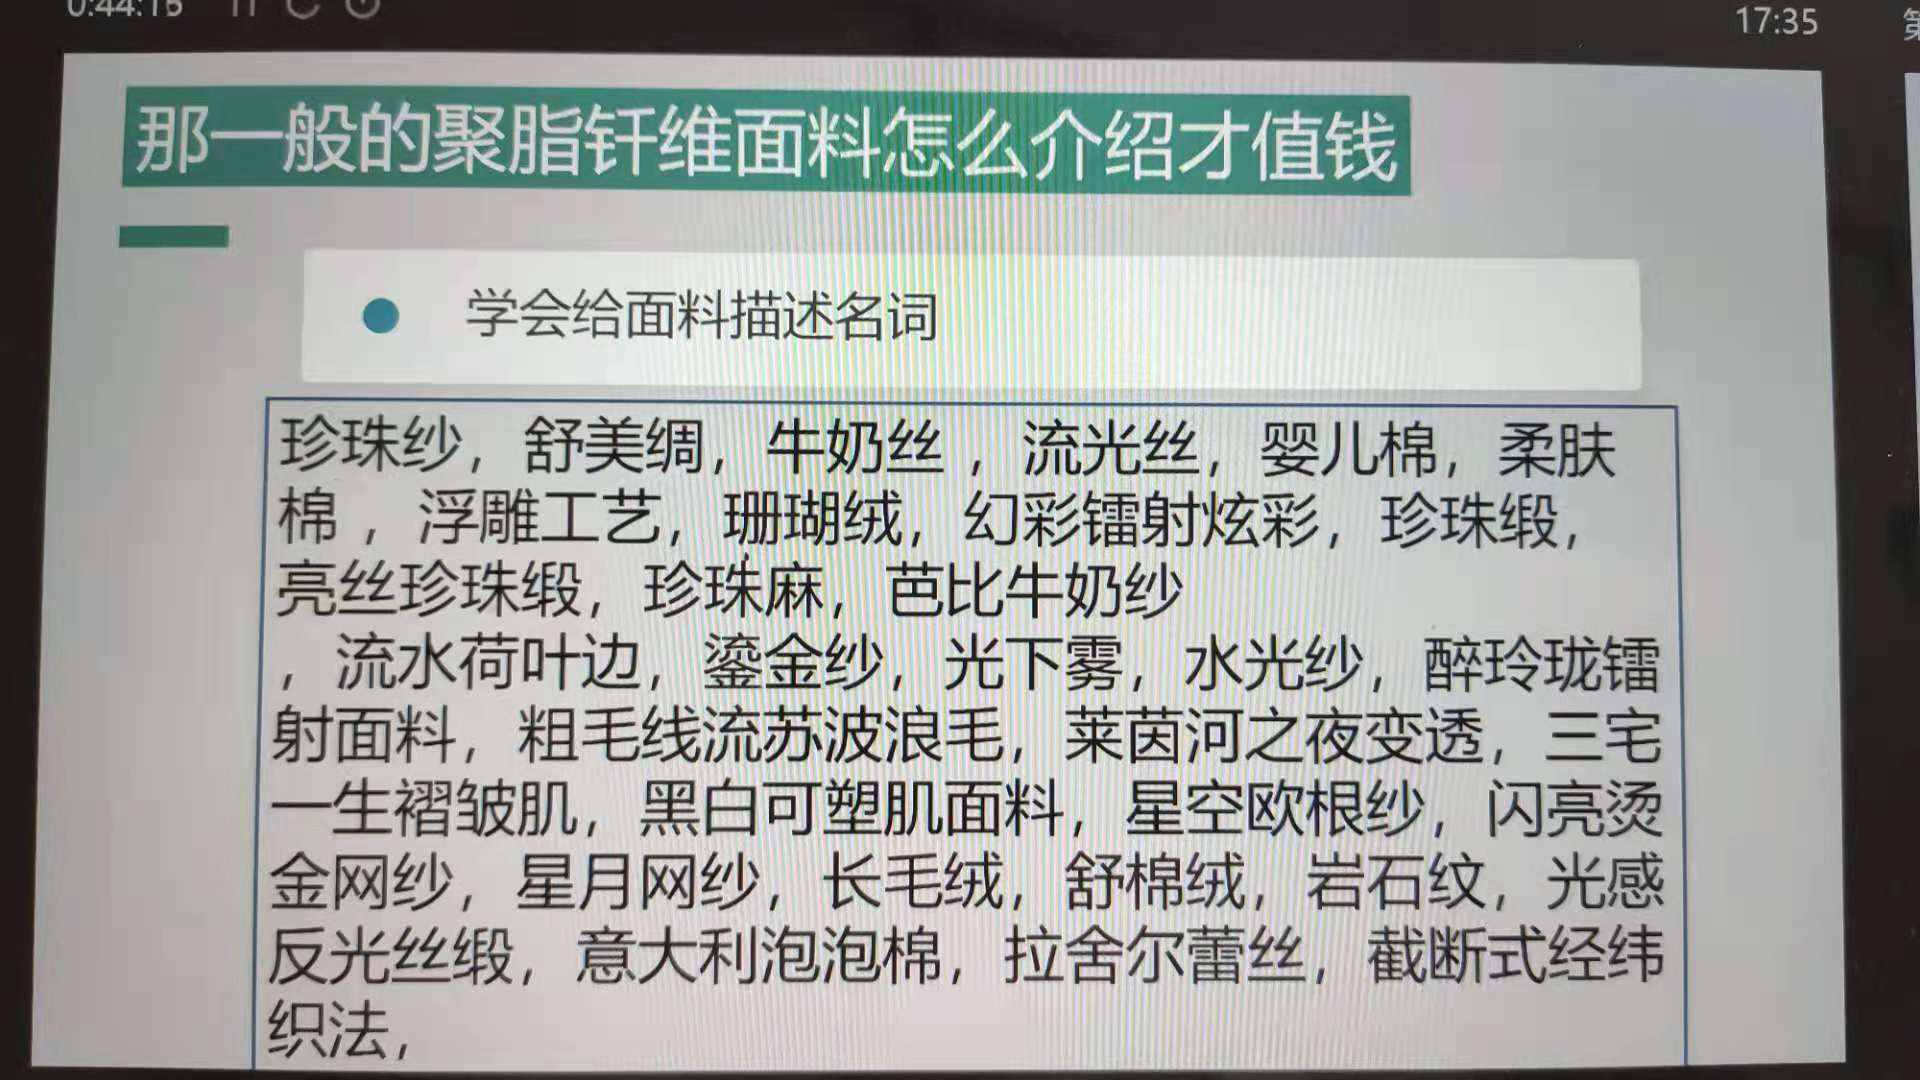 17:35
那一般的聚脂钎维面料怎么介绍才值钱
学会给面料描述名词
珍珠纱，舒美绸，牛奶丝 ，流光丝，婴儿棉，柔肤
棉 ，浮雕工艺，珊瑚绒，幻彩镭射炫彩，珍珠缎，
亮丝珍珠缎，珍珠麻，芭比牛奶纱
，流水荷叶边，鎏金纱，光下雾，水光纱，醉玲珑镭
射面料，粗毛线流苏波浪毛，莱茵河之夜变透，三宅
一生褶皱肌，黑白可塑肌面料，星空欧根纱，闪亮烫
金网纱，星月网纱，长毛绒，舒棉绒，岩石纹，光感
反光丝缎，意大利泡泡棉，拉舍尔蕾丝，截断式经纬
织法，